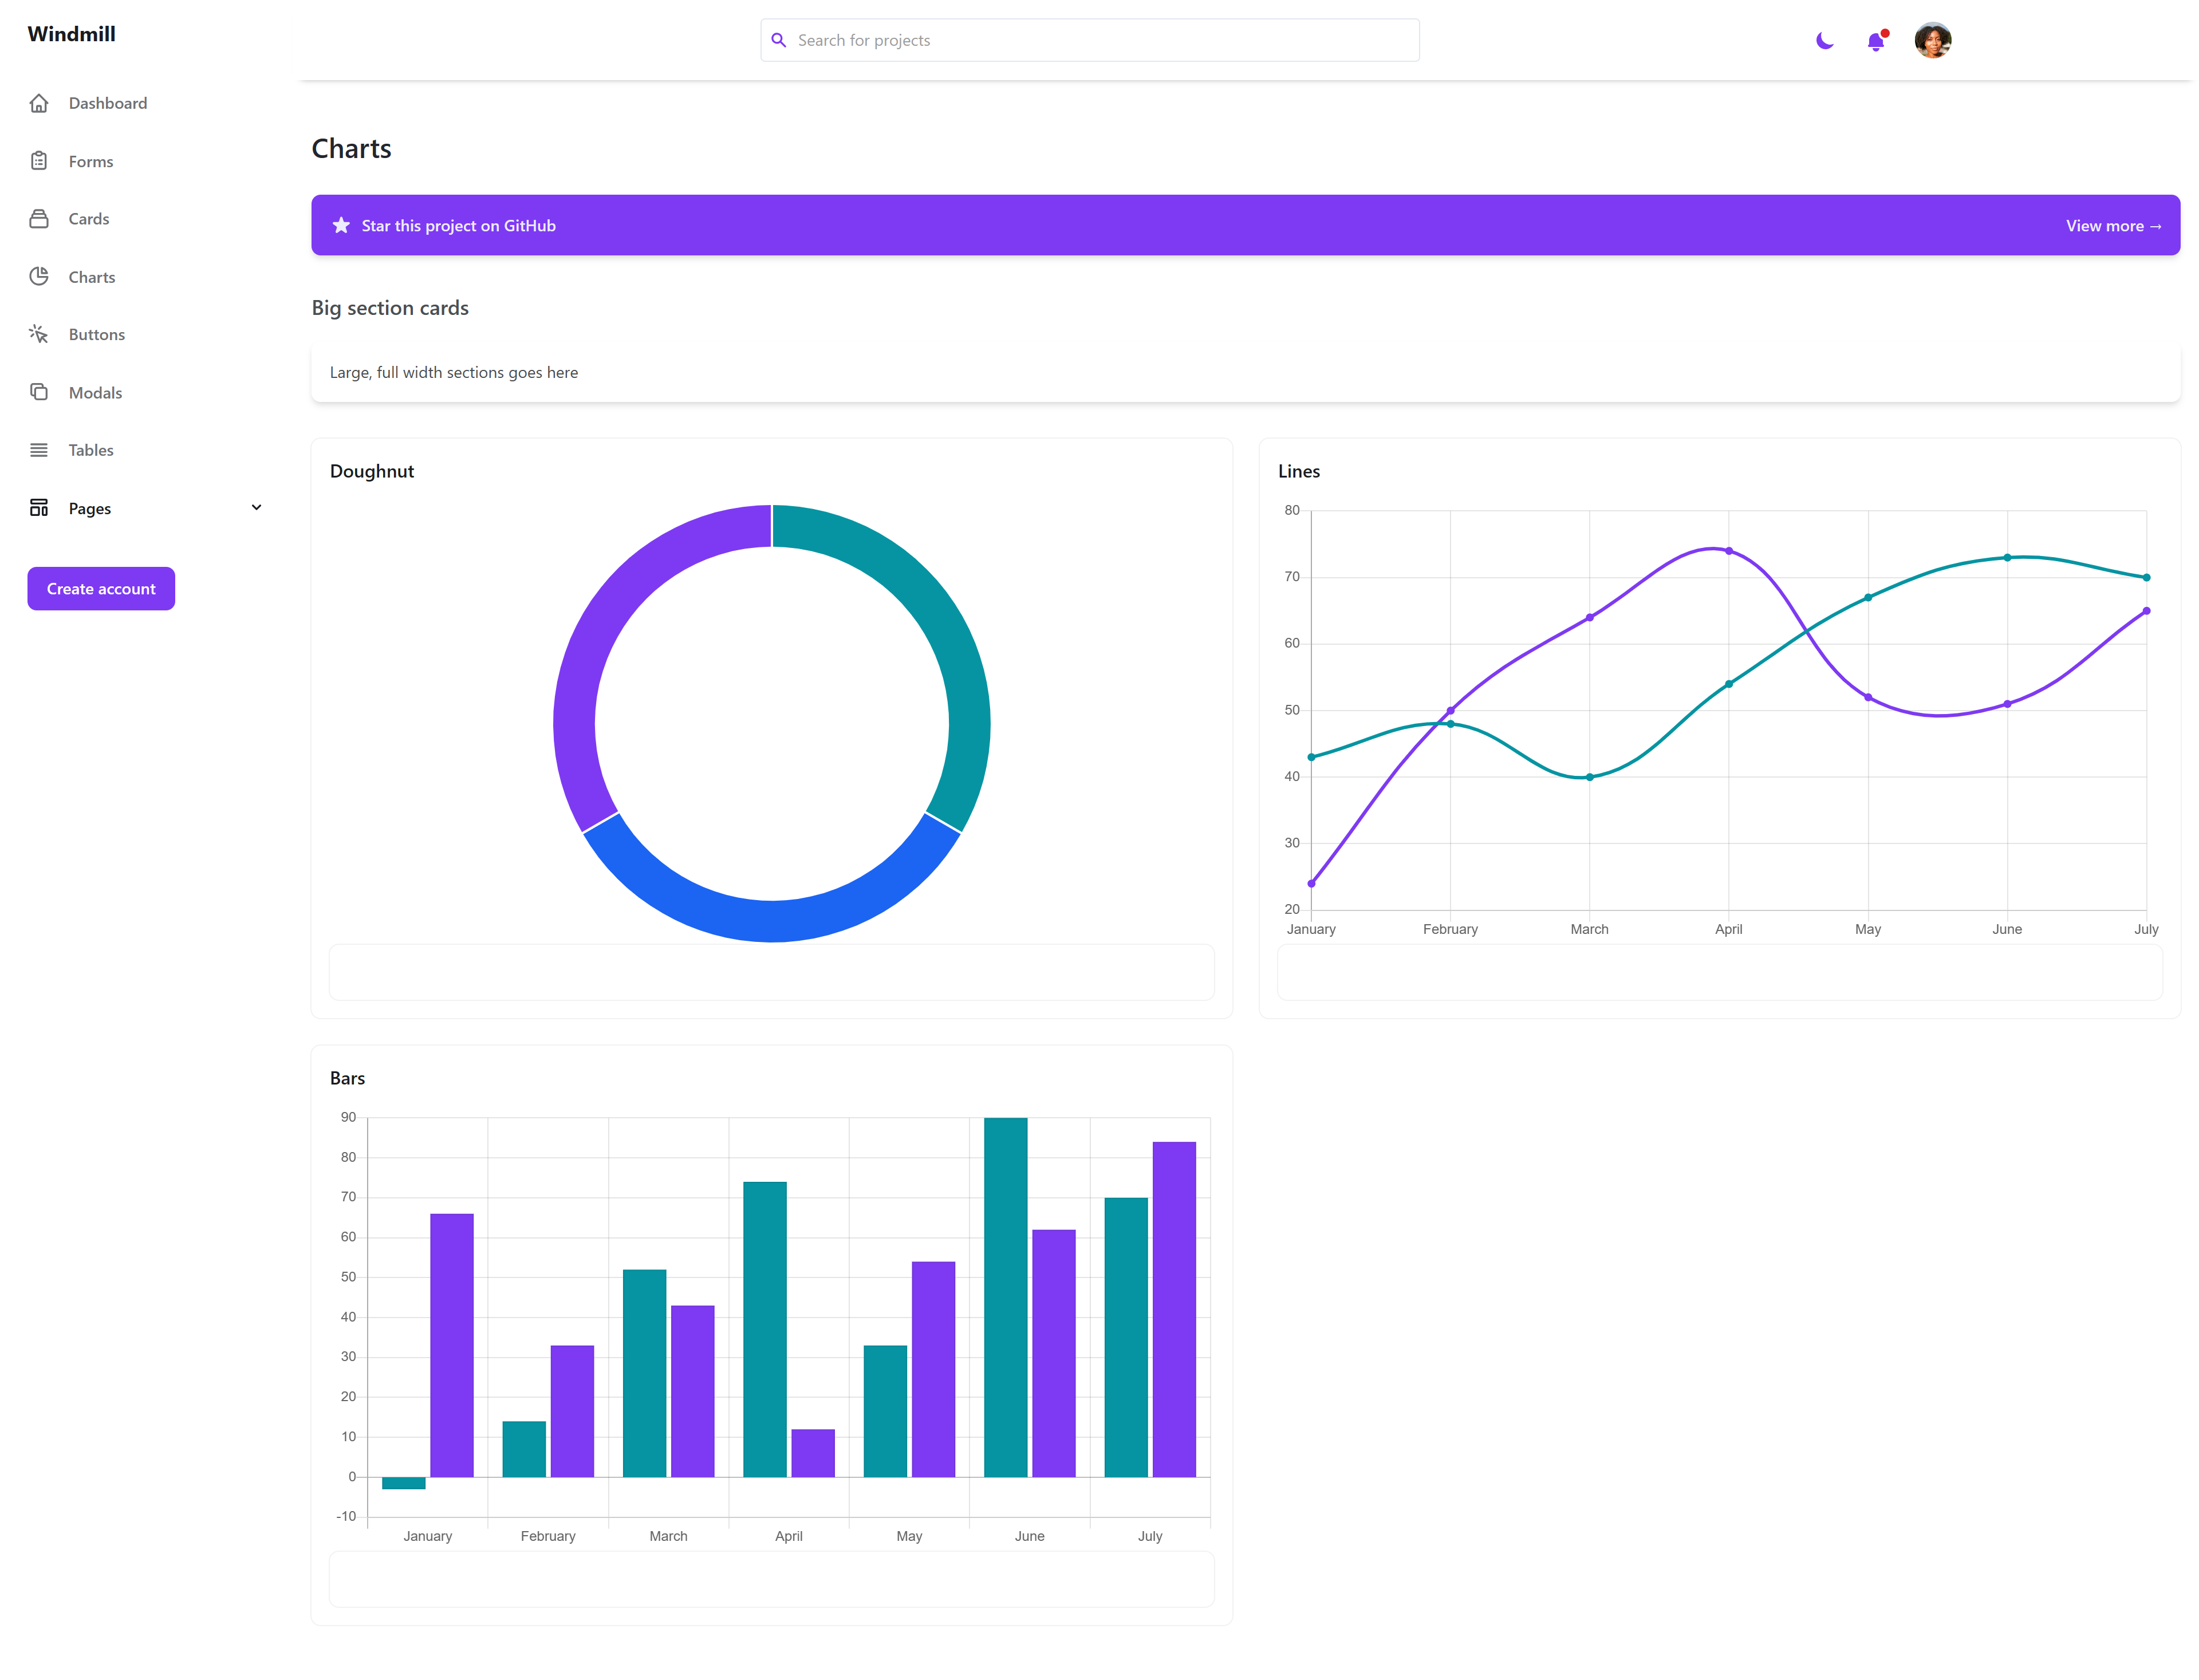 Windmill
Search for projects
Dashboard
Forms
Cards
Charts
Buttons
Modals
Tables
Pages
Create account
Charts
Star this project on GitHub
View more →
Big section cards
Large, full width sections goes here
Doughnut
Lines
80
70
60
50
40
30
20
January February March April May June July
Bars
90
80
70
60
50
40
30
20
10
0
-10
January February March April May June July